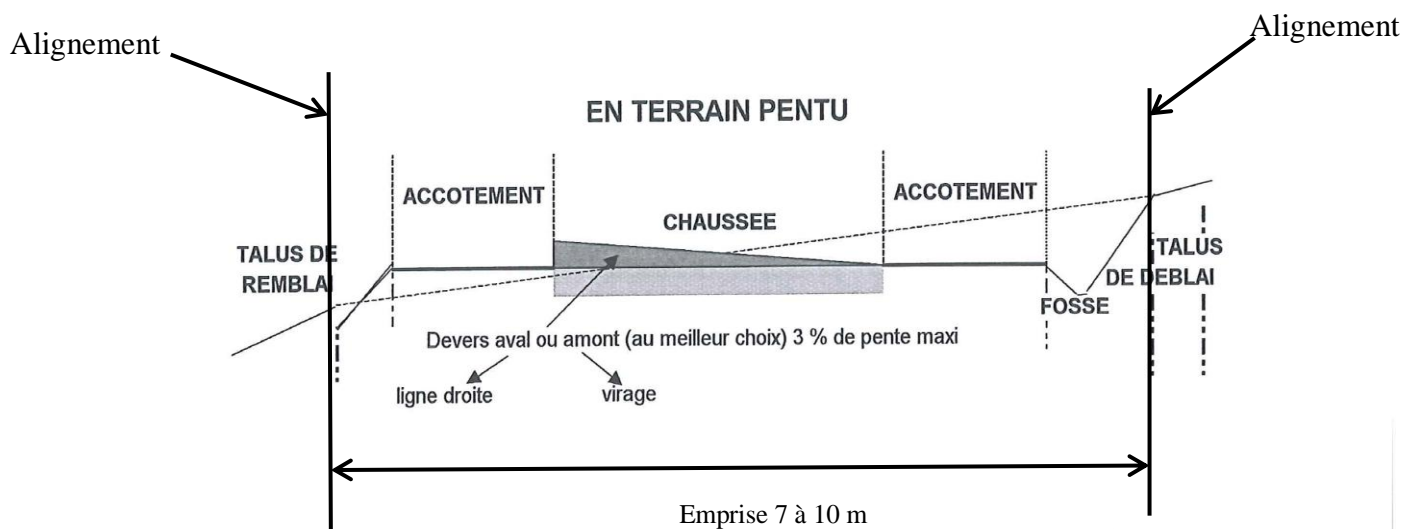 Alignement
Alignement
EN TERRAIN PENTU
ACCOTEMENT
CHAUSSEE
ACCOTEMENT
TALUS DE
REMBLAI
TALUS
DE DEBLAI
FOSSE
Devers aval ou amont (au meilleur choix) 3 % de pente maxi
ligne droite
virage
Emprise 7 à 10 m